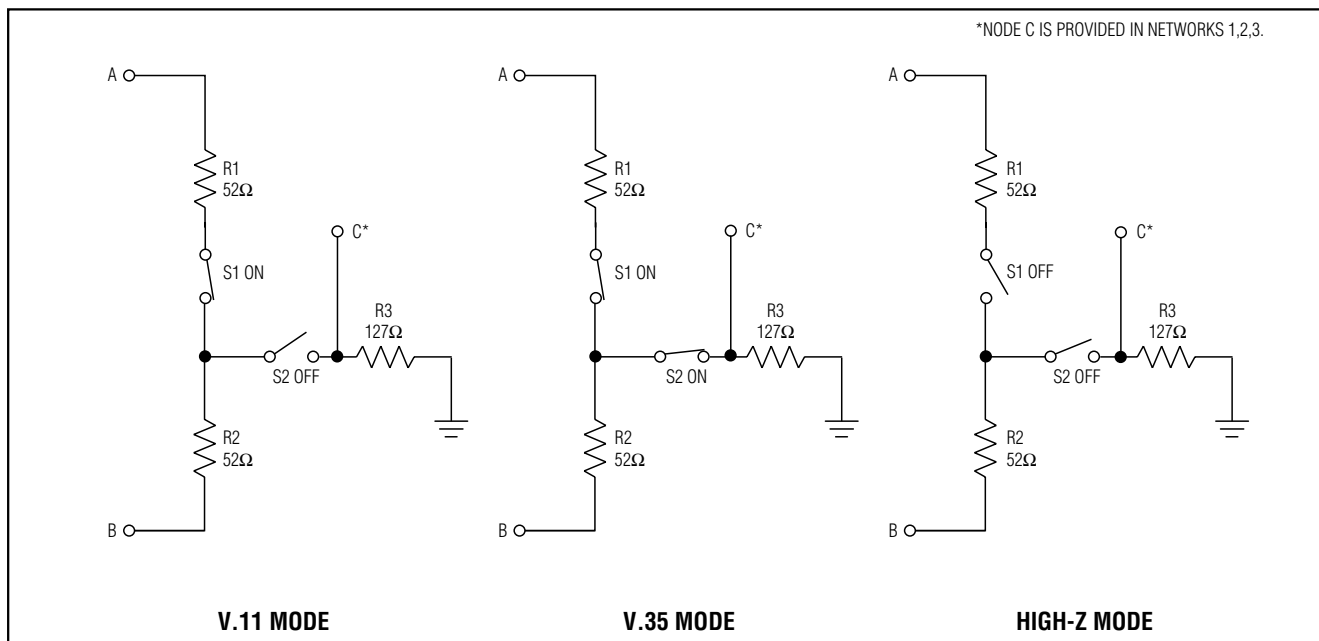 *NODE C IS PROVIDED IN NETWORKS 1,2,3.
A
R1
52Ω
C*
S1 ON
R3
127Ω
S2 OFF
R2
52Ω
B
V.11 MODE
A
R1
52Ω
C*
S1 ON
R3
127Ω
S2 ON
R2
52Ω
B
V.35 MODE
A
R1
52Ω
C*
S1 OFF
R3
127Ω
S2 OFF
R2
52Ω
B
HIGH-Z MODE